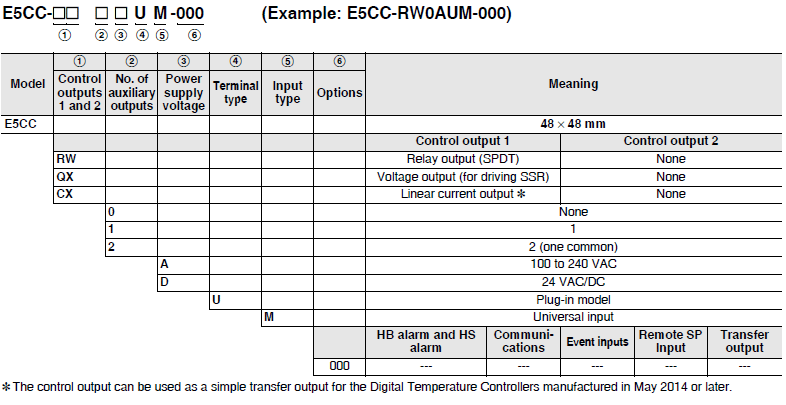 E5CC-□□ □ □ U M -000 (Example: E5CC-RW0AUM-000)
① ② ③ ④ ⑤ ⑥
Model ① ② ③ ④ ⑤ ⑥ Meaning
Control outputs 1 and 2 No. of auxiliary outputs Power supply voltage Terminal type Input type Options
E5CC 48 × 48 mm
Control output 1 Control output 2
RW Relay output (SPDT) None
QX Voltage output (for driving SSR) None
CX Linear current output * None
0 None
1 1
2 2 (one common)
A 100 to 240 VAC
D 24 VAC/DC
U Plug-in model
M Universal input
HB alarm and HS alarm Communi-cations Event inputs Remote SP Input Transfer output
000 --- --- --- --- ---
* The control output can be used as a simple transfer output for the Digital Temperature Controllers manufactured in May 2014 or later.